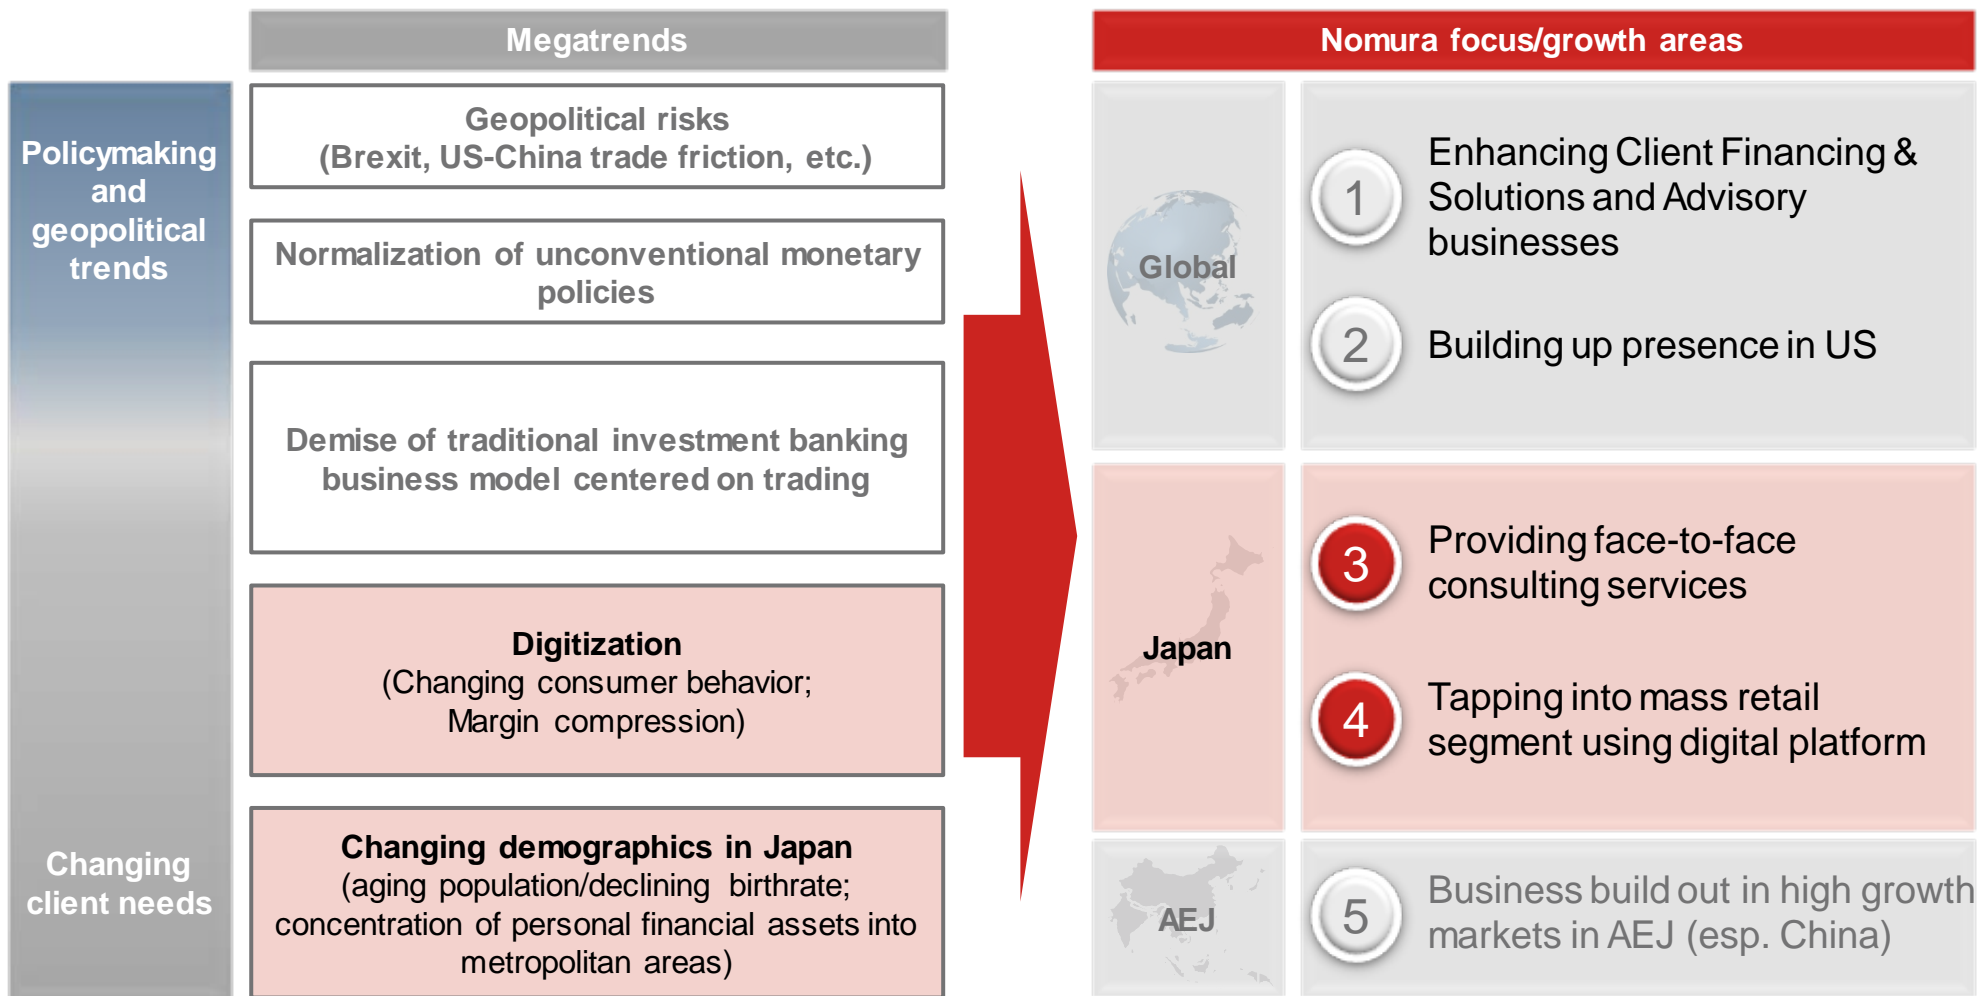 Megatrends
Nomura focus/growth areas
Policymaking
and
geopolitical
trends
Changing
client needs
Geopolitical risks
(Brexit, US-China trade friction, etc.)
Normalization of unconventional monetary
policies
Demise of traditional investment banking
business model centered on trading
Digitization
(Changing consumer behavior;
Margin compression)
Changing demographics in Japan
(aging population/declining birthrate;
concentration of personal financial assets into
metropolitan areas)
Global
1
Enhancing Client Financing &
Solutions and Advisory
businesses
2
Building up presence in US
Japan
3
Providing face-to-face
consulting services
4
Tapping into mass retail
segment using digital platform
AEJ
5
Business build out in high growth
markets in AEJ (esp. China)